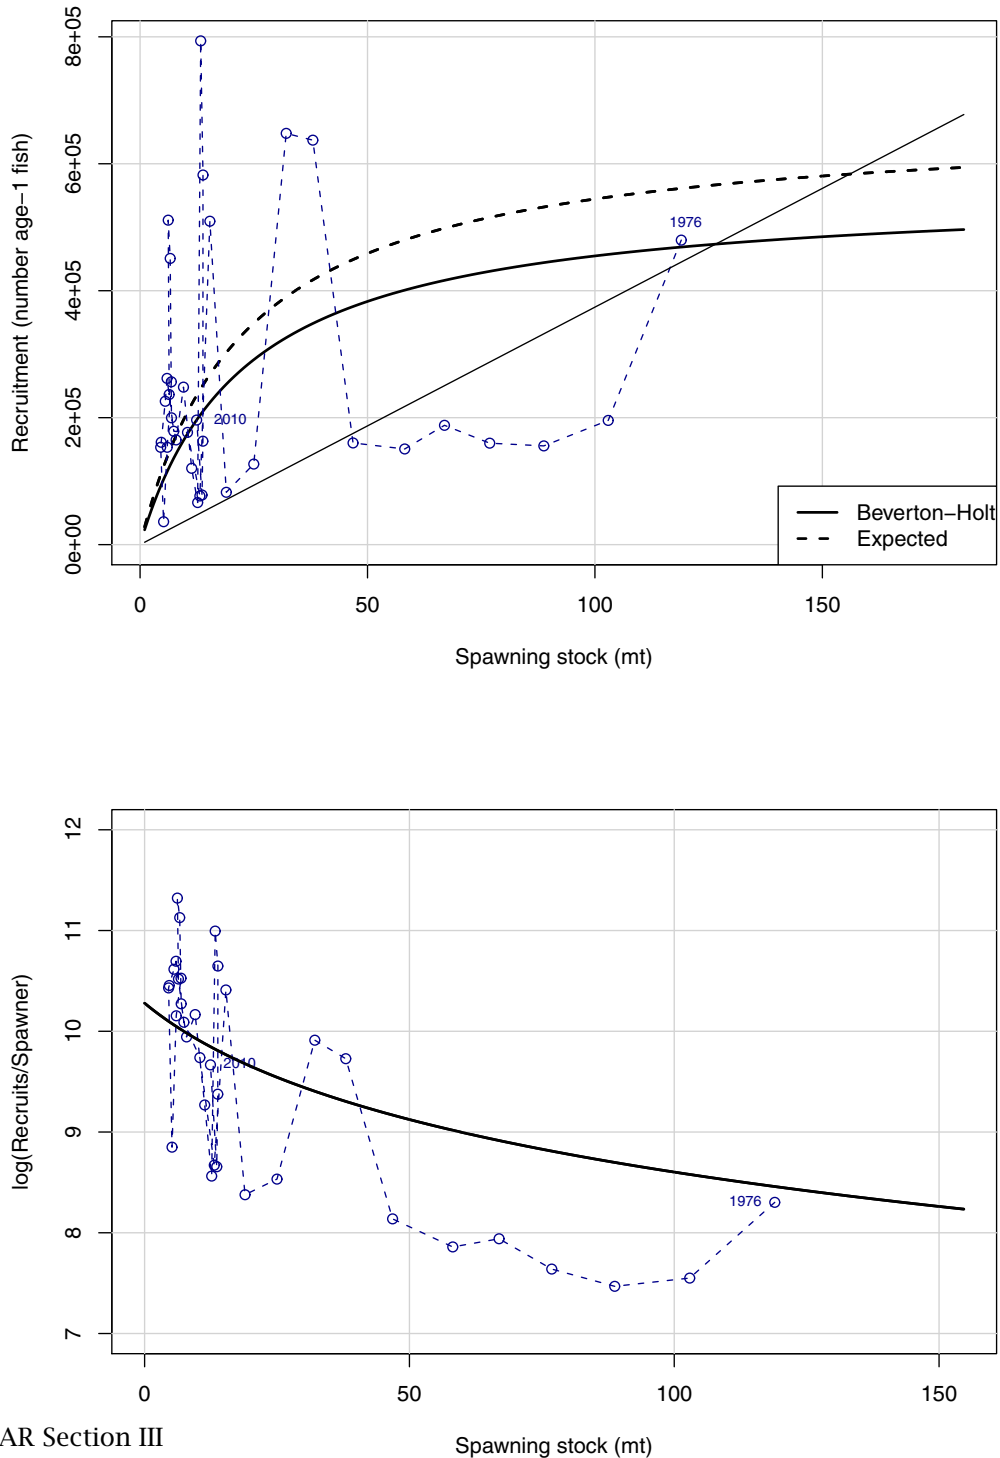 Recruitment (number age−1 fish)
8e+05
6e+05
4e+05
2e+05
0e+00
1976
2010
Beverton−Holt
Expected
0 50 100 150
Spawning stock (mt)
log(Recruits/Spawner)
12
11
10
9
8
7
2010
1976
0 50 100 150
AR Section III
Spawning stock (mt)